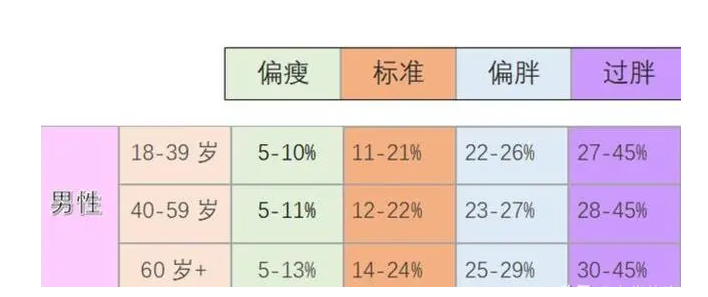 偏瘦 标准 偏胖 过胖
18-39 岁 5-10% 11-21% 22-26% 27-45%
男性 40-59 岁 5-11% 12-22% 23-27% 28-45%
60 岁+ 5-13% 14-24% 25-29% 30-45%